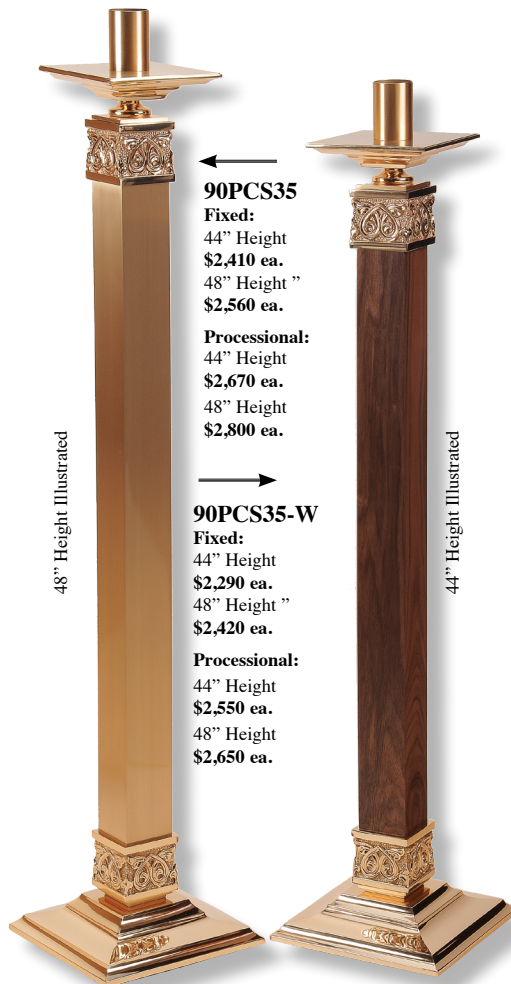 90PCS35
Fixed:
44” Height
$2,410 ea.
48” Height ”
$2,560 ea.
Processional:
44” Height
$2,670 ea.
48” Height
$2,800 ea.
48” Height Illustrated
44” Height Illustrated
90PCS35-W
Fixed:
44” Height
$2,290 ea.
48” Height ”
$2,420 ea.
Processional:
44” Height
$2,550 ea.
48” Height
$2,650 ea.